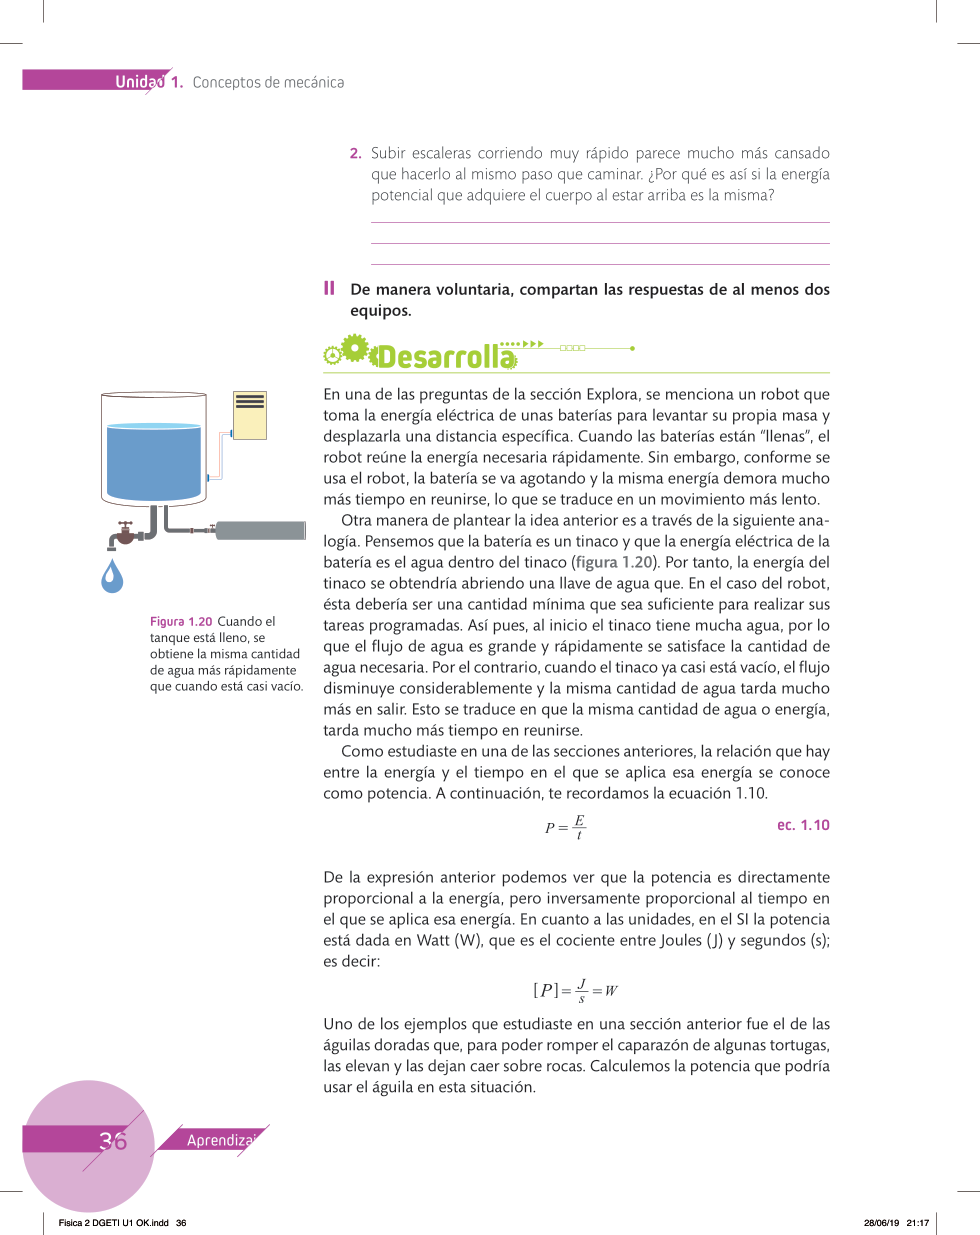 Unidad 1. Conceptos de mecánica
2. Subir escaleras corriendo muy rápido parece mucho más cansado
que hacerlo al mismo paso que caminar. ¿Por qué es así si la energía
potencial que adquiere el cuerpo al estar arriba es la misma?
II De manera voluntaria, compartan las respuestas de al menos dos
equipos.
Desarrolla
En una de las preguntas de la sección Explora, se menciona un robot que
toma la energía eléctrica de unas baterías para levantar su propia masa y
desplazarla una distancia específica. Cuando las baterías están “llenas”, el
robot reúne la energía necesaria rápidamente. Sin embargo, conforme se
usa el robot, la batería se va agotando y la misma energía demora mucho
más tiempo en reunirse, lo que se traduce en un movimiento más lento.
Otra manera de plantear la idea anterior es a través de la siguiente ana-
logía. Pensemos que la batería es un tinaco y que la energía eléctrica de la
batería es el agua dentro del tinaco (figura 1.20). Por tanto, la energía del
tinaco se obtendría abriendo una llave de agua que. En el caso del robot,
ésta debería ser una cantidad mínima que sea suficiente para realizar sus
tareas programadas. Así pues, al inicio el tinaco tiene mucha agua, por lo
que el flujo de agua es grande y rápidamente se satisface la cantidad de
agua necesaria. Por el contrario, cuando el tinaco ya casi está vacío, el flujo
disminuye considerablemente y la misma cantidad de agua tarda mucho
más en salir. Esto se traduce en que la misma cantidad de agua o energía,
tarda mucho más tiempo en reunirse.
Como estudiaste en una de las secciones anteriores, la relación que hay
entre la energía y el tiempo en el que se aplica esa energía se conoce
como potencia. A continuación, te recordamos la ecuación 1.10.
P = E/t ec. 1.10
De la expresión anterior podemos ver que la potencia es directamente
proporcional a la energía, pero inversamente proporcional al tiempo en
el que se aplica esa energía. En cuanto a las unidades, en el SI la potencia
está dada en Watt (W), que es el cociente entre Joules (J) y segundos (s);
es decir:
[P] = J/s = W
Uno de los ejemplos que estudiaste en una sección anterior fue el de las
águilas doradas que, para poder romper el caparazón de algunas tortugas,
las elevan y las dejan caer sobre rocas. Calculemos la potencia que podría
usar el águila en esta situación.
Figura 1.20 Cuando el
tanque está lleno, se
obtiene la misma cantidad
de agua más rápidamente
que cuando está casi vacío.
36 Aprendizaj
Fisica 2 DGETI U1 OK.indd 36 28/06/19 21:17